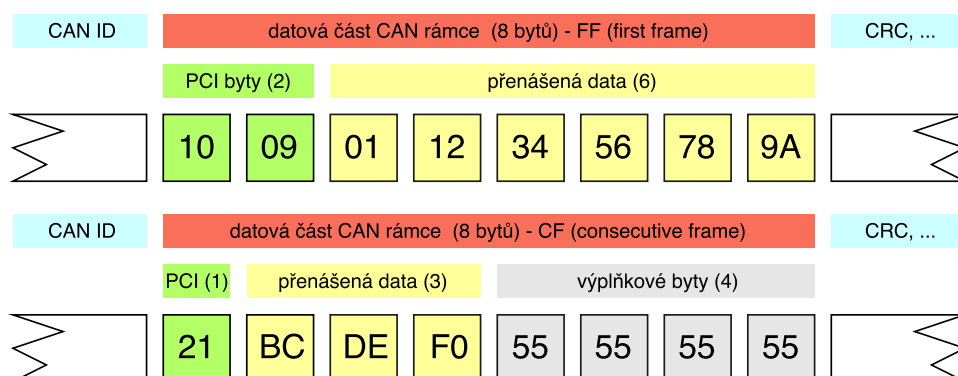 CAN ID datová část CAN rámce (8 bytů) - FF (first frame) CRC, ...
PCI byty (2) přenášená data (6)
10 09 01 12 34 56 78 9A
CAN ID datová část CAN rámce (8 bytů) - CF (consecutive frame) CRC, ...
PCI (1) přenášená data (3) výplňkové byty (4)
21 BC DE F0 55 55 55 55